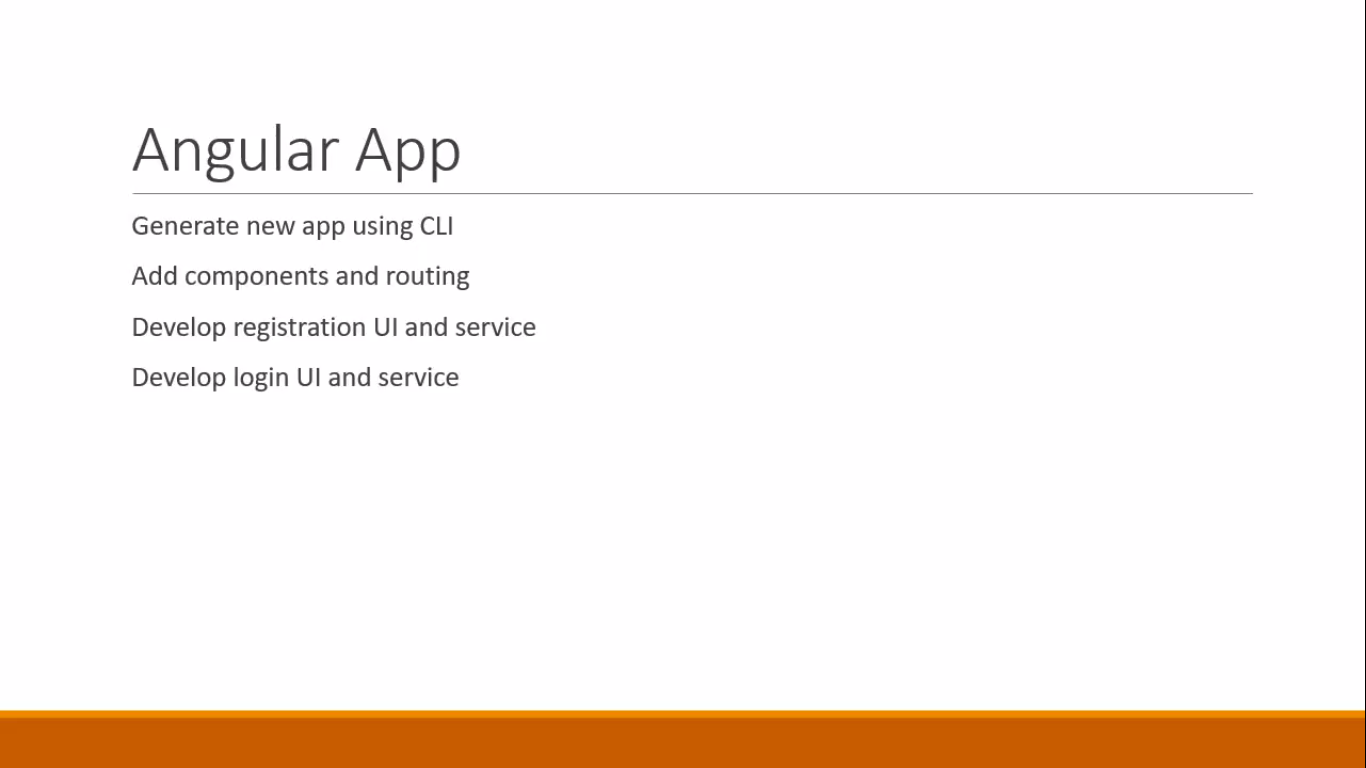 Angular App
Generate new app using CLI
Add components and routing
Develop registration UI and service
Develop login UI and service